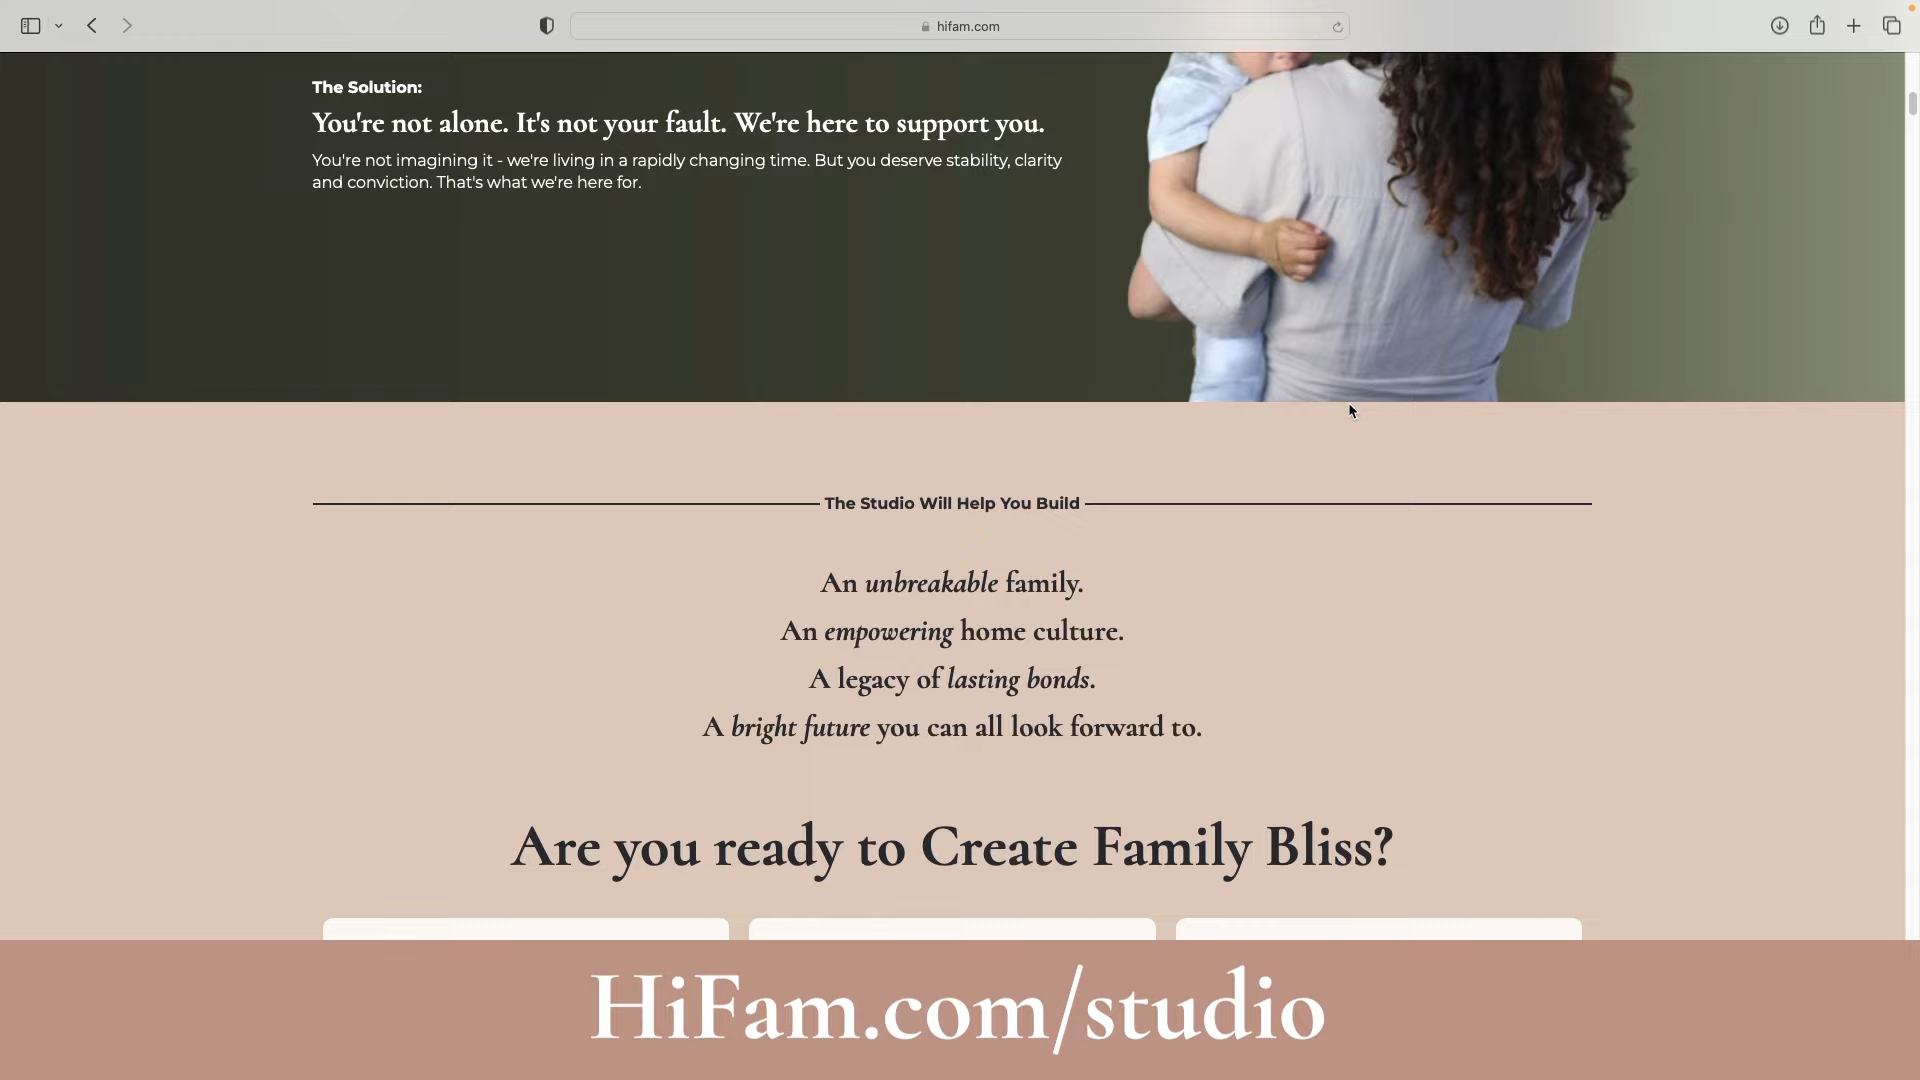 hifam.com
The Solution:
You're not alone. It's not your fault. We're here to support you.
You're not imagining it - we're living in a rapidly changing time. But you deserve stability, clarity
and conviction. That's what we're here for.
The Studio Will Help You Build
An unbreakable family.
An empowering home culture.
A legacy of lasting bonds.
A bright future you can all look forward to.
Are you ready to Create Family Bliss?
HiFam.com/studio